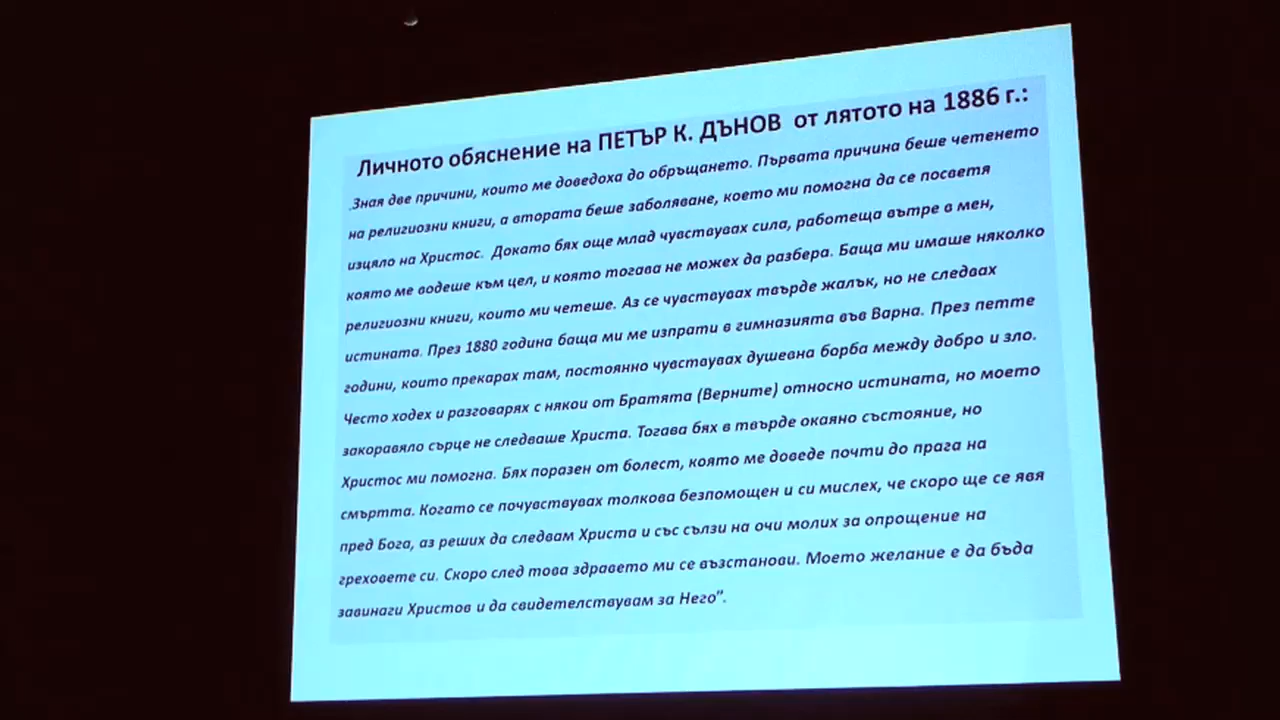 Личното обяснение на ПЕТЪР К. ДЪНОВ от лятото на 1886 г.:
„Зная две причини, които ме доведоха до обръщането. Първата причина беше четенето
на религиозни книги, а втората беше заболяване, което ми помогна да се посветя
изцяло на Христос. Докато бях още млад чувствувах сила, работеща вътре в мен,
която ме водеше към цел, и която тогава не можех да разбера. Баща ми имаше няколко
религиозни книги, които ми четеше. Аз се чувствувах твърде жалък, но не следвах
истината. През 1880 година баща ми ме изпрати в гимназията във Варна. През петте
години, които прекарах там, постоянно чувствувах душевна борба между добро и зло.
Често ходех и разговарях с някои от Братята (Верните) относно истината, но моето
закоравяло сърце не следваше Христа. Тогава бях в твърде окаяно състояние, но
Христос ми помогна. Бях поразен от болест, която ме доведе почти до прага на
смъртта. Когато се почувствувах толкова безпомощен и си мислех, че скоро ще се явя
пред Бога, аз реших да следвам Христа и със сълзи на очи молих за опрощение на
греховете си. Скоро след това здравето ми се възстанови. Моето желание е да бъда
завинаги Христов и да свидетелствувам за Него”.